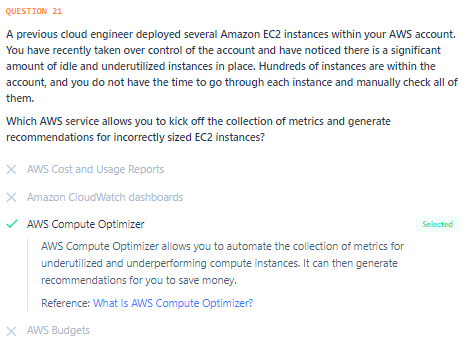 QUESTION 21
A previous cloud engineer deployed several Amazon EC2 instances within your AWS account.
You have recently taken over control of the account and have noticed there is a significant
amount of idle and underutilized instances in place. Hundreds of instances are within the
account, and you do not have the time to go through each instance and manually check all of
them.
Which AWS service allows you to kick off the collection of metrics and generate
recommendations for incorrectly sized EC2 instances?
AWS Cost and Usage Reports
Amazon CloudWatch dashboards
AWS Compute Optimizer
Selected
AWS Compute Optimizer allows you to automate the collection of metrics for
underutilized and underperforming compute instances. It can then generate
recommendations for you to save money.
Reference: What Is AWS Compute Optimizer?
AWS Budgets